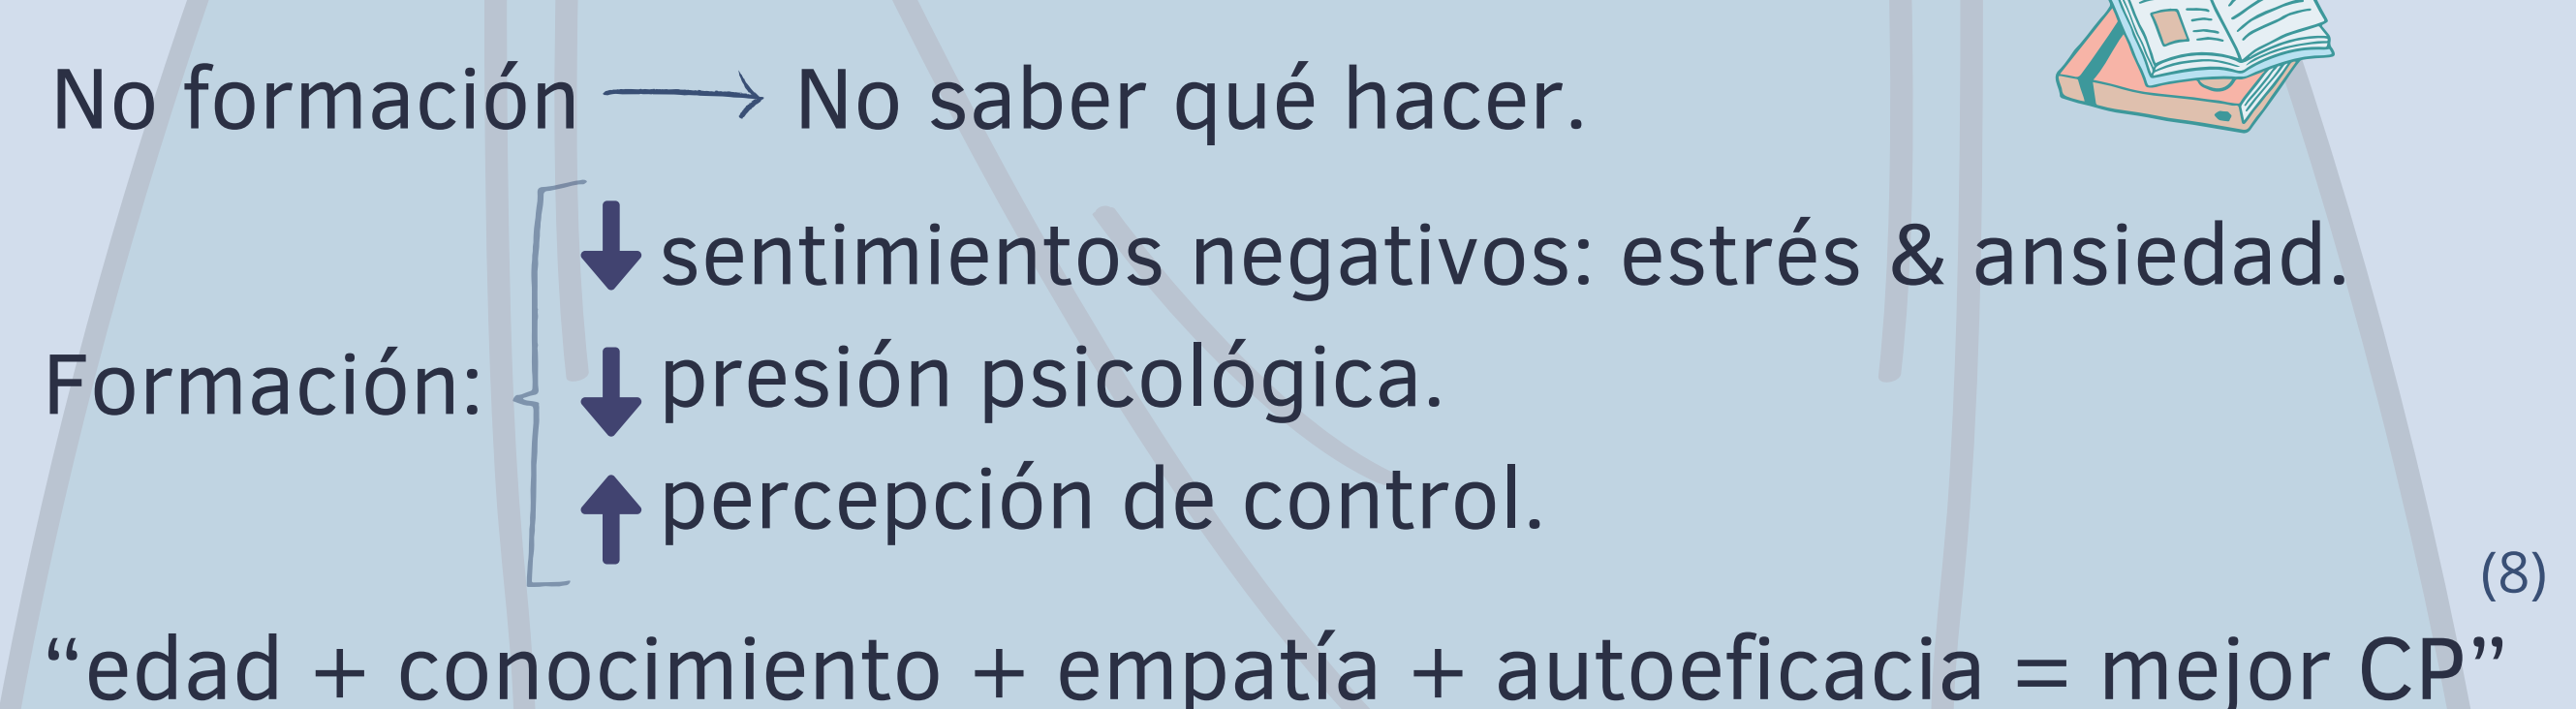 No formación → No saber qué hacer.
↓ sentimientos negativos: estrés & ansiedad.
Formación: ↓ presión psicológica.
↑ percepción de control.
(8)
“edad + conocimiento + empatía + autoeficacia = mejor CP”